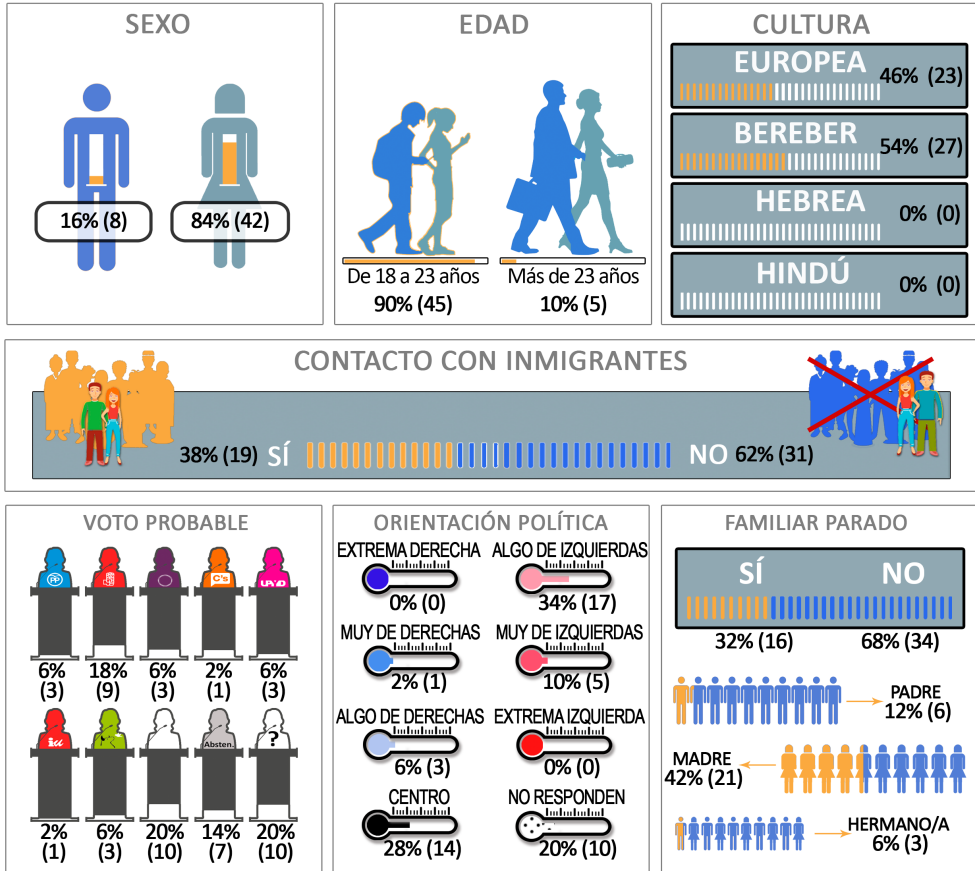 SEXO
16% (8)
84% (42)
EDAD
De 18 a 23 años
90% (45)
Más de 23 años
10% (5)
CULTURA
EUROPEA
46% (23)
BEREBER
54% (27)
HEBREA
0% (0)
HINDÚ
0% (0)
CONTACTO CON INMIGRANTES
38% (19) SÍ
NO 62% (31)
VOTO PROBABLE
PP
C's
UPyD
6%
(3)
18%
(9)
6%
(3)
2%
(1)
6%
(3)
icc
Absten.
?
2%
(1)
6%
(3)
20%
(10)
14%
(7)
20%
(10)
ORIENTACIÓN POLÍTICA
EXTREMA DERECHA
0% (0)
ALGO DE IZQUIERDAS
34% (17)
MUY DE DERECHAS
2% (1)
MUY DE IZQUIERDAS
10% (5)
ALGO DE DERECHAS
6% (3)
EXTREMA IZQUIERDA
0% (0)
CENTRO
28% (14)
NO RESPONDEN
20% (10)
FAMILIAR PARADO
SÍ
NO
32% (16)
68% (34)
PADRE
12% (6)
MADRE
42% (21)
HERMANO/A
6% (3)